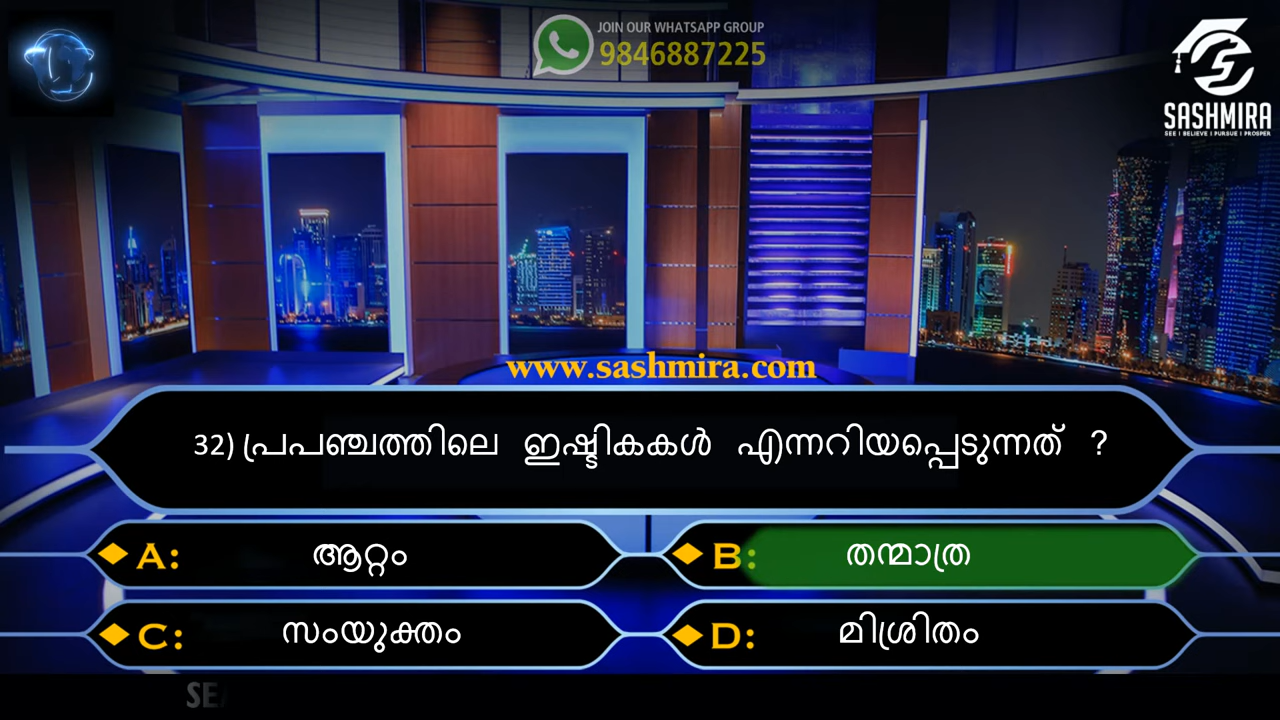 JOIN OUR WHATSAPP GROUP
9846887225
SASHMIRA
SEE | BELIEVE | PURSUE | PROSPER
www.sashmira.com
32) പ്രപഞ്ചത്തിലെ ഇഷ്ടികകൾ എന്നറിയപ്പെടുന്നത് ?
A: ആറ്റം
B: തന്മാത്ര
C: സംയുക്തം
D: മിശ്രിതം